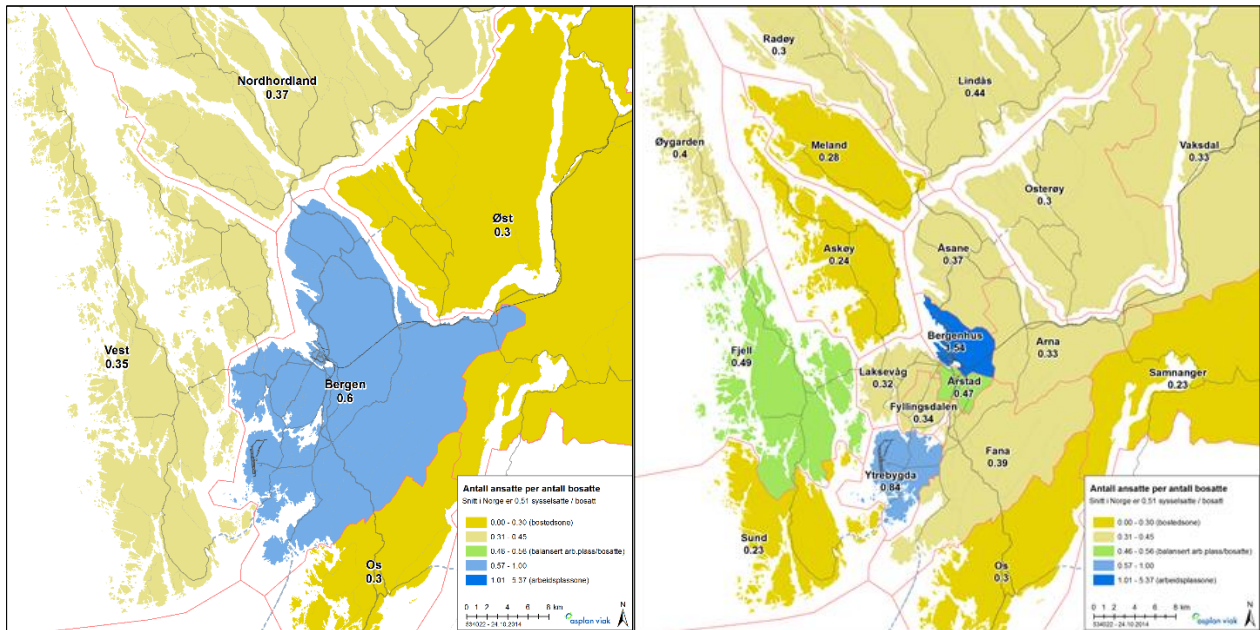 Nordhordland
0.37
Øst
0.3
Vest
0.35
Bergen
0.6
Os
0.3
Antall ansatte per antall bosatte
Snitt i Norge er 0.51 sysselsatte / bosatt
0.00 - 0.30 (bostedsone)
0.31 - 0.45
0.46 - 0.56 (balansert arb.plass/bosatte)
0.57 - 1.00
1.01 - 5.37 (arbeidsplassone)
0 1 2 4 6 8 km
N
534022 - 24.10.2014
asplan viak
Radøy
0.3
Lindås
0.44
Øygarden
0.4
Meland
0.28
Vaksdal
0.33
Osterøy
0.3
Askøy
0.24
Åsane
0.37
Bergenhus
1.54
Arna
0.33
Fjell
0.49
Laksevåg
0.32
Årstad
0.47
Samnanger
0.23
Fyllingsdalen
0.34
Fana
0.39
Ytrebygda
0.84
Sund
0.23
Os
0.3
Antall ansatte per antall bosatte
Snitt i Norge er 0.51 sysselsatte / bosatt
0.00 - 0.30 (bostedsone)
0.31 - 0.45
0.46 - 0.56 (balansert arb.plass/bosatte)
0.57 - 1.00
1.01 - 5.37 (arbeidsplassone)
0 1 2 4 6 8 km
N
534022 - 24.10.2014
asplan viak